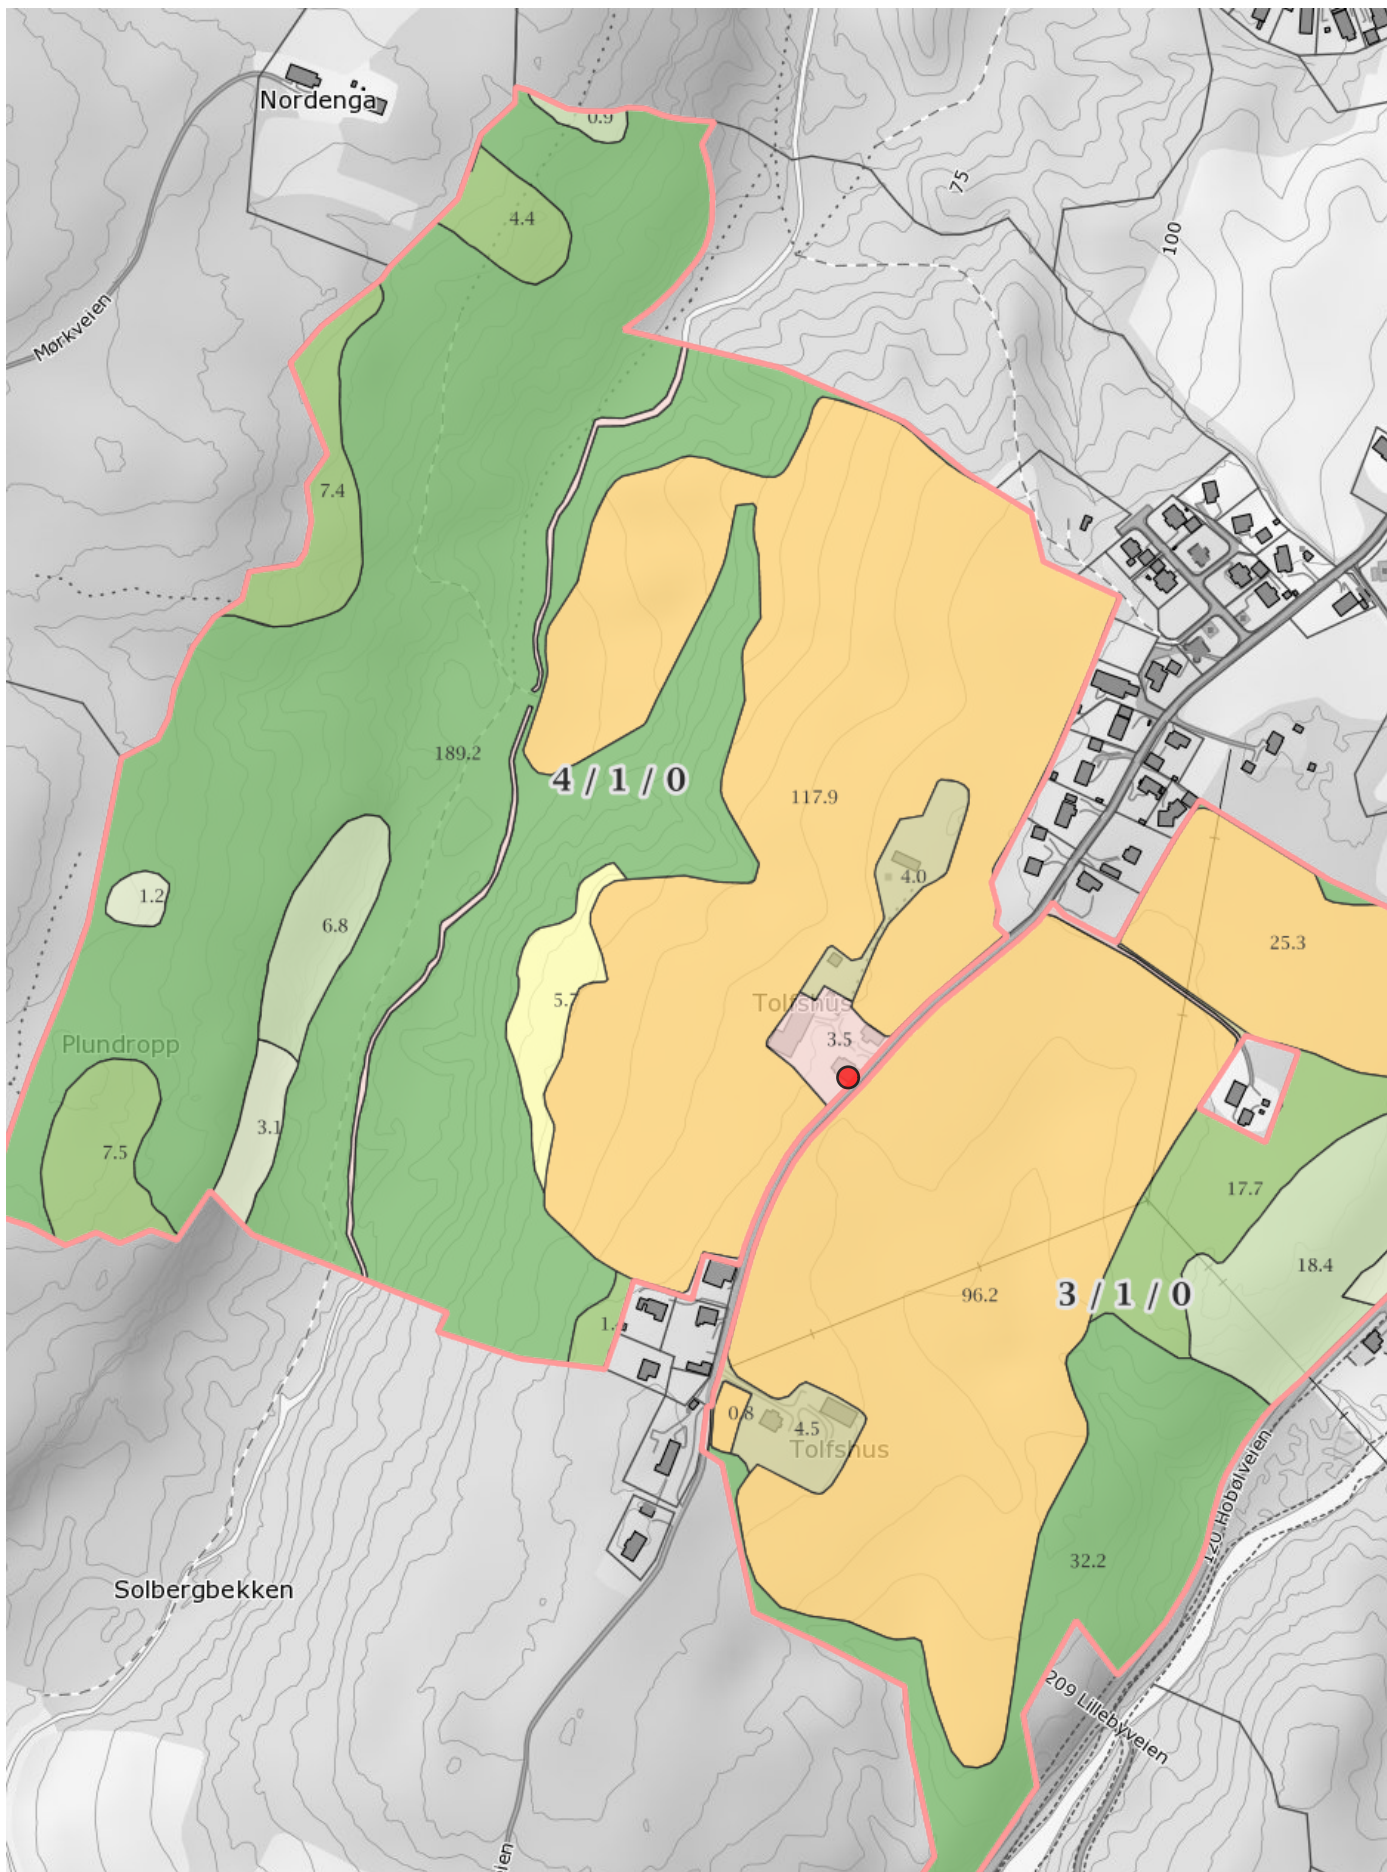 Nordenga
0.9
75
4.4
100
Mørkveien
7.4
189.2
4 / 1 / 0
117.9
4.0
1.2
6.8
25.3
5.7
Tolfshus
3.5
Plundropp
3.1
7.5
17.7
18.4
96.2
3 / 1 / 0
0.8
4.5
Tolfshus
120 Hobølveien
32.2
Solbergbekken
209 Lillebyveien